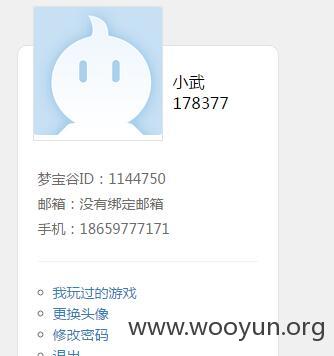 小武
178377
梦宝谷ID：1144750
邮箱：没有绑定邮箱
手机：18659777171
我玩过的游戏
更换头像
修改密码
退出
www.wooyun.org